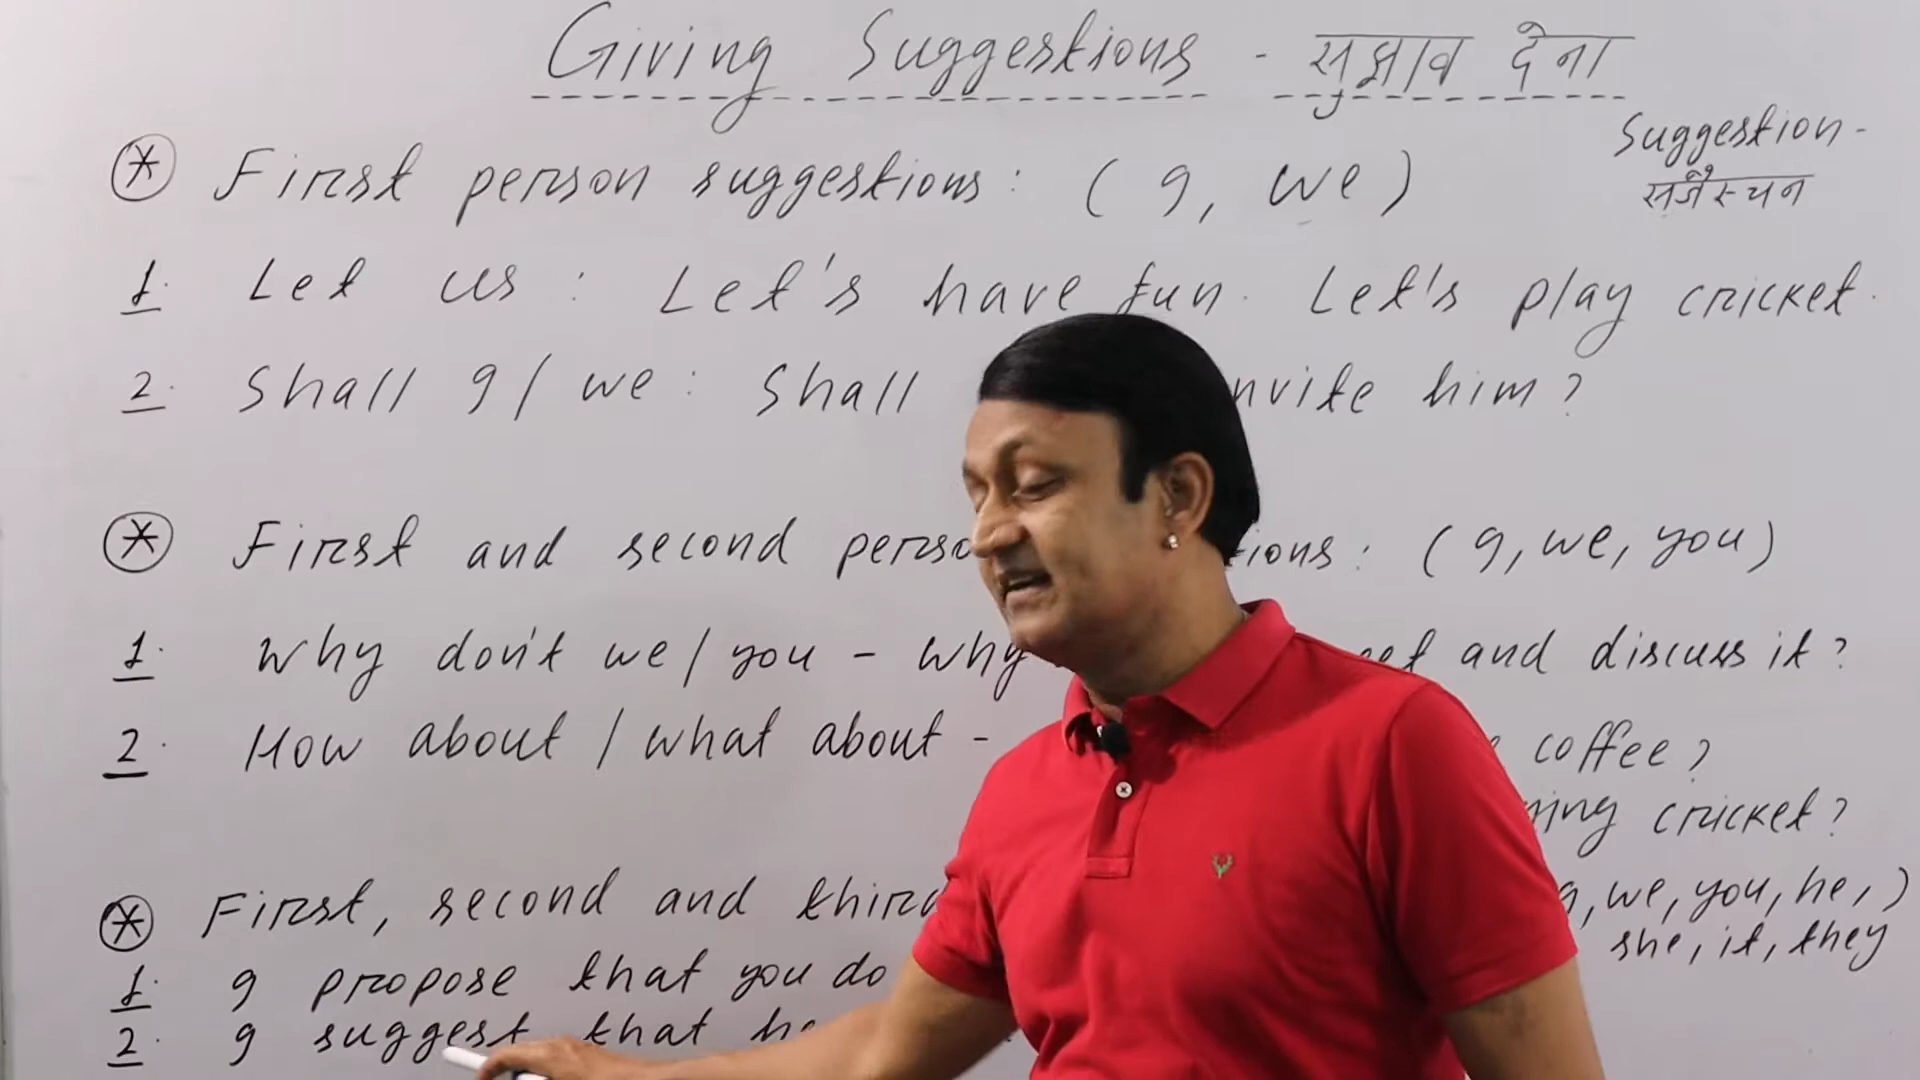 Giving Suggestions - सुझाव देना
Suggestion -
सजैस्चन
* First person suggestions: (I, we)
1. Let us : Let's have fun. Let's play cricket.
2. Shall I / we : Shall nvite him?
* First and second perso tions: (I, we, you)
1. Why don't we / you - why and discuss it?
2. How about / what about - coffee?
cricket?
* First, second and third I, we, you, he,)
she, it, they
1. I propose that you do
2. I suggest that he